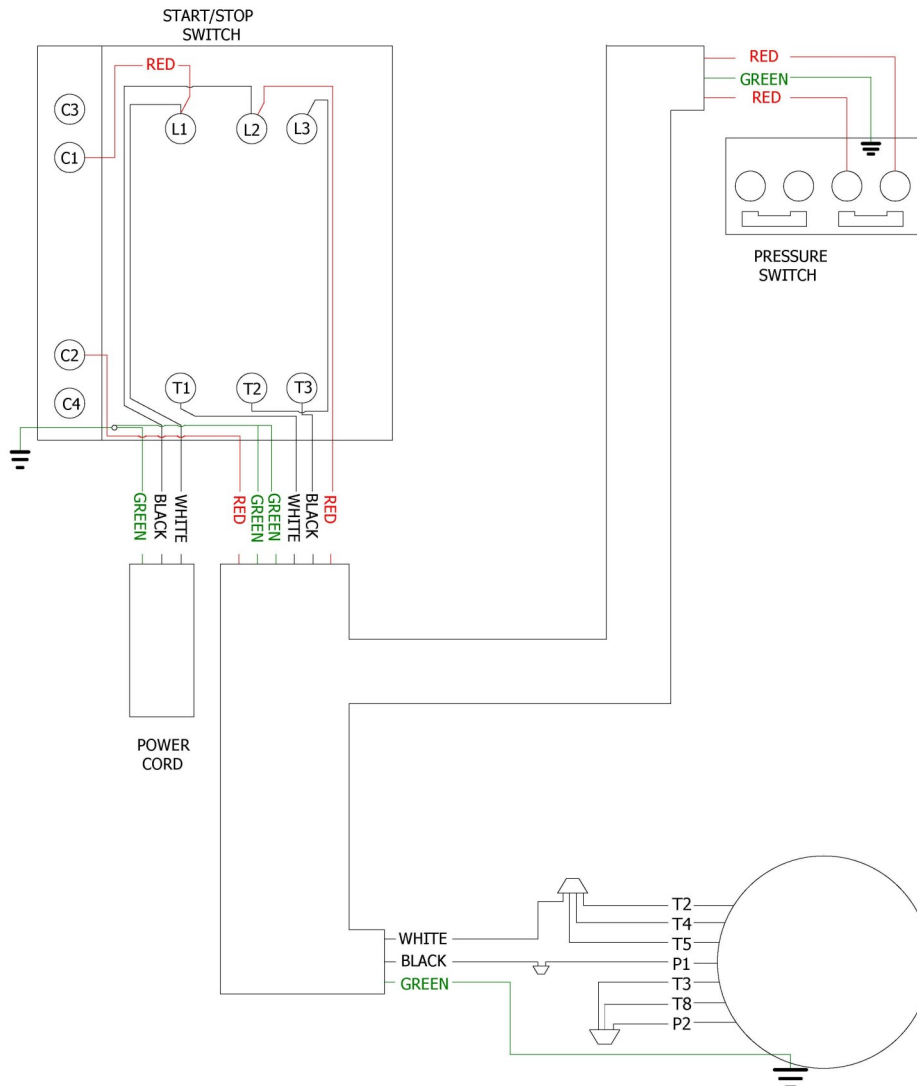 START/STOP
SWITCH
RED
C3
C1
L1
L2
L3
RED
GREEN
RED
PRESSURE
SWITCH
C2
C4
T1
T2
T3
GREEN
BLACK
WHITE
RED
GREEN
GREEN
WHITE
BLACK
RED
POWER
CORD
WHITE
BLACK
GREEN
T2
T4
T5
P1
T3
T8
P2